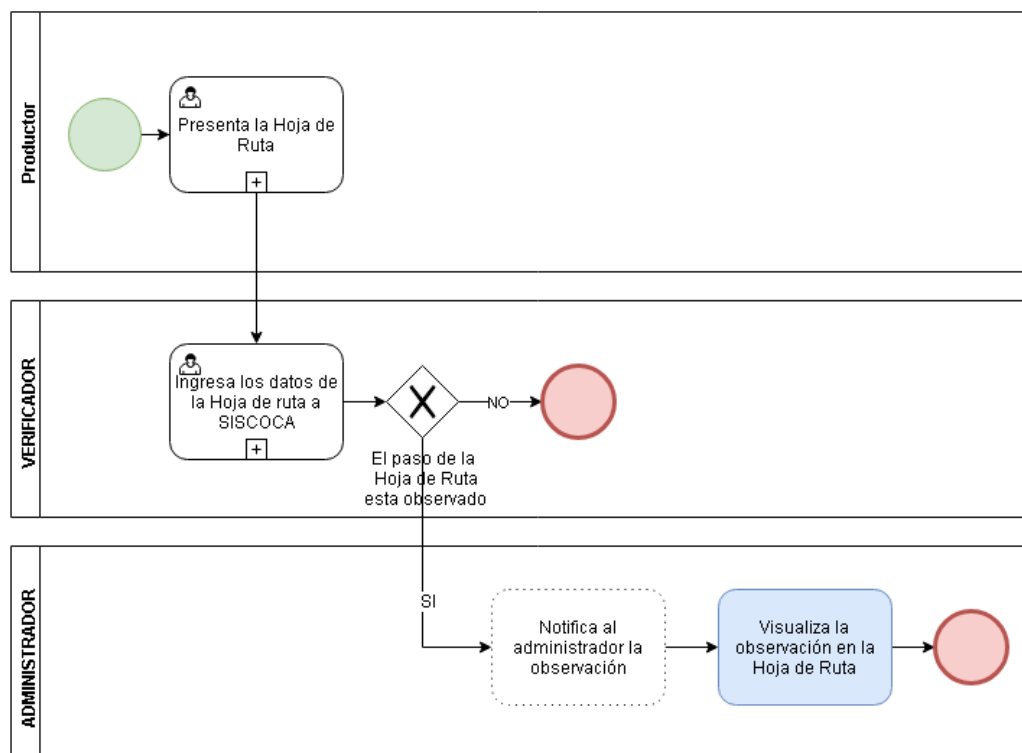 Productor
Presenta la Hoja de
Ruta
VERIFICADOR
Ingresa los datos de
la Hoja de ruta a
SISCOCA
NO
El paso de la
Hoja de Ruta
esta observado
ADMINISTRADOR
SI
Notifica al
administrador la
observación
Visualiza la
observación en la
Hoja de Ruta